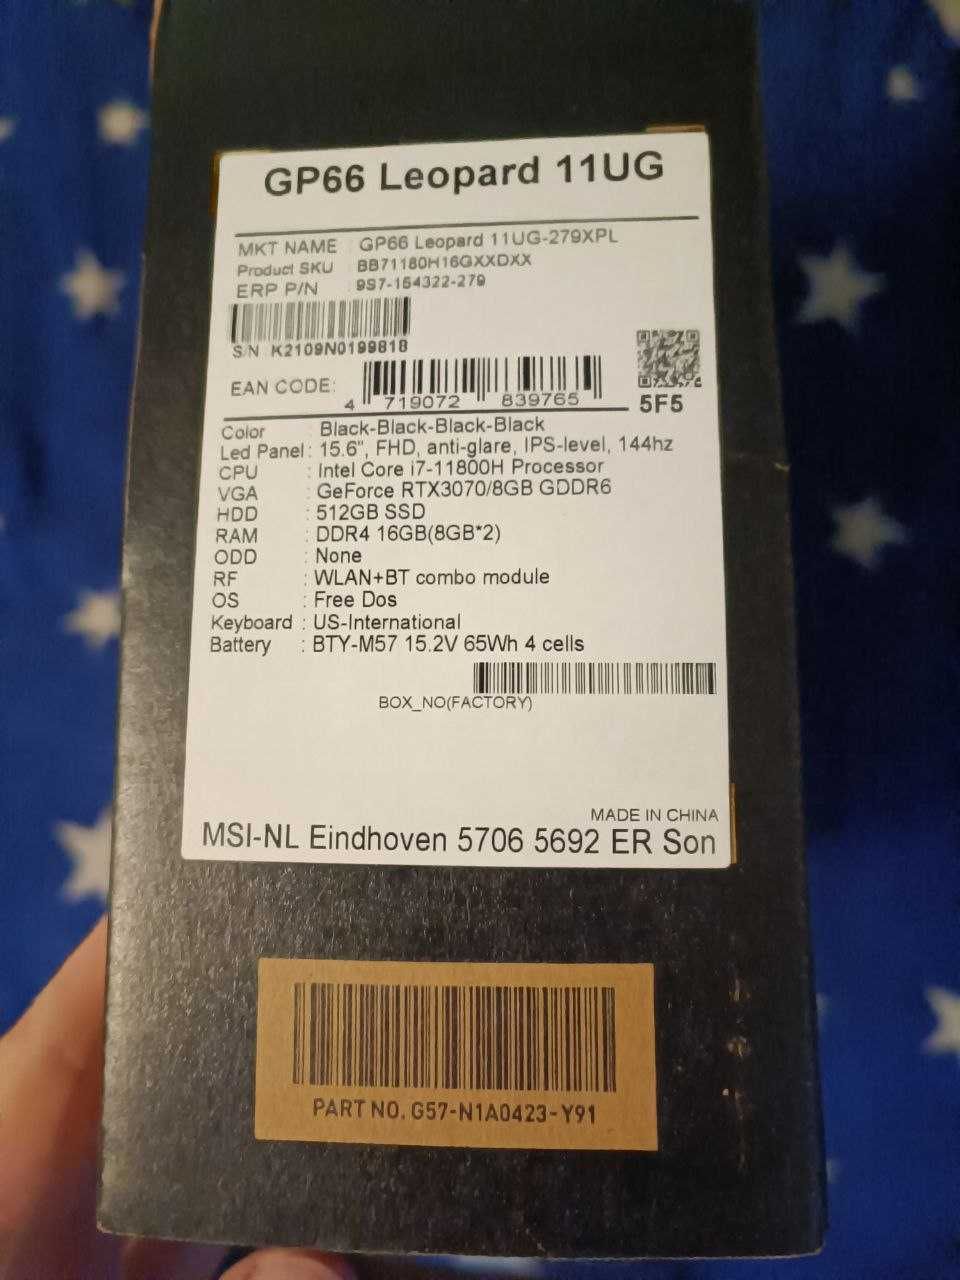 GP66 Leopard 11UG
MKT NAME : GP66 Leopard 11UG-279XPL
Product SKU : BB71180H16GXXDXX
ERP P/N : 9S7-154322-279
S/N K2109N0199818
EAN CODE: 4 719072 839765
5F5
Color : Black-Black-Black-Black
Led Panel : 15.6", FHD, anti-glare, IPS-level, 144hz
CPU : Intel Core i7-11800H Processor
VGA : GeForce RTX3070/8GB GDDR6
HDD : 512GB SSD
RAM : DDR4 16GB(8GB*2)
ODD : None
RF : WLAN+BT combo module
OS : Free Dos
Keyboard : US-International
Battery : BTY-M57 15.2V 65Wh 4 cells
BOX_NO(FACTORY)
MADE IN CHINA
MSI-NL Eindhoven 5706 5692 ER Son
PART NO. G57-N1A0423-Y91